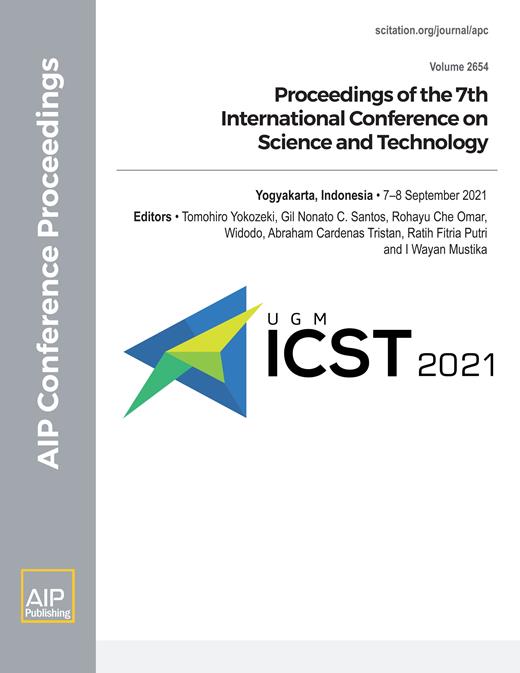 scitation.org/journal/apc
Volume 2654
Proceedings of the 7th
International Conference on
Science and Technology
Yogyakarta, Indonesia • 7–8 September 2021
Editors • Tomohiro Yokozeki, Gil Nonato C. Santos, Rohayu Che Omar,
Widodo, Abraham Cardenas Tristan, Ratih Fitria Putri
and I Wayan Mustika
UGM
ICST 2021
AIP Conference Proceedings
AIP
Publishing